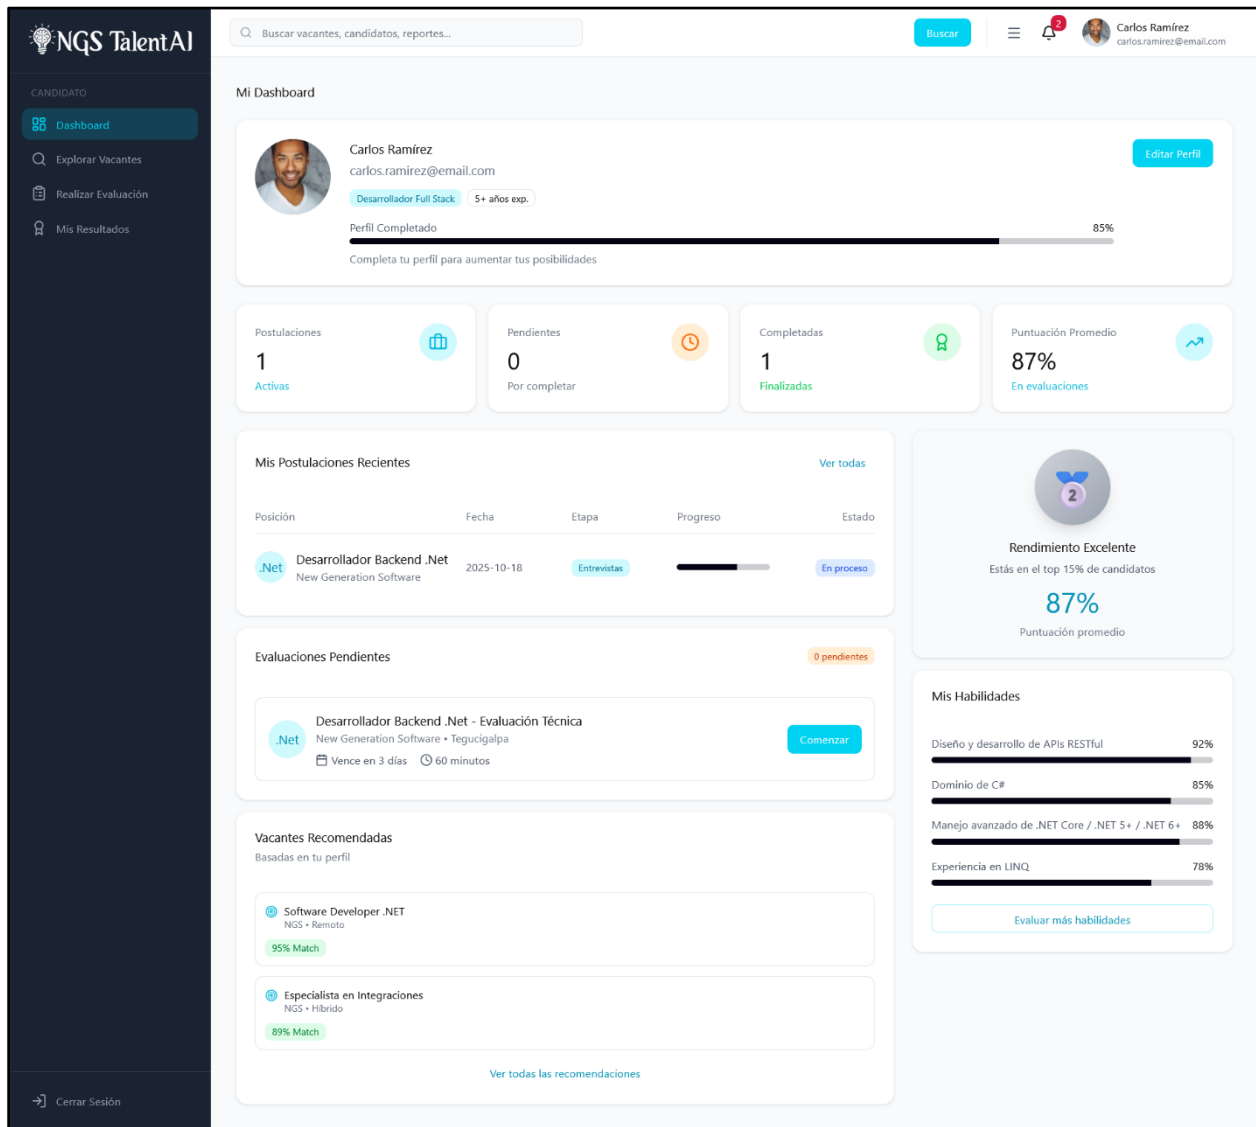 NGS TalentAI
Buscar vacantes, candidatos, reportes...
Buscar
2
Carlos Ramírez
carlos.ramirez@email.com
CANDIDATO
Dashboard
Explorar Vacantes
Realizar Evaluación
Mis Resultados
Cerrar Sesión
Mi Dashboard
Carlos Ramírez
carlos.ramirez@email.com
Desarrollador Full Stack 5+ años exp.
Editar Perfil
Perfil Completado 85%
Completa tu perfil para aumentar tus posibilidades
Postulaciones
1
Activas
Pendientes
0
Por completar
Completadas
1
Finalizadas
Puntuación Promedio
87%
En evaluaciones
Mis Postulaciones Recientes Ver todas
Posición Fecha Etapa Progreso Estado
.Net Desarrollador Backend .Net 2025-10-18 Entrevistas En proceso
New Generation Software
Evaluaciones Pendientes 0 pendientes
.Net Desarrollador Backend .Net - Evaluación Técnica
New Generation Software • Tegucigalpa
Vence en 3 días 60 minutos
Comenzar
Vacantes Recomendadas
Basadas en tu perfil
Software Developer .NET
NGS • Remoto
95% Match
Especialista en Integraciones
NGS • Híbrido
89% Match
Ver todas las recomendaciones
2
Rendimiento Excelente
Estás en el top 15% de candidatos
87%
Puntuación promedio
Mis Habilidades
Diseño y desarrollo de APIs RESTful 92%
Dominio de C# 85%
Manejo avanzado de .NET Core / .NET 5+ / .NET 6+ 88%
Experiencia en LINQ 78%
Evaluar más habilidades